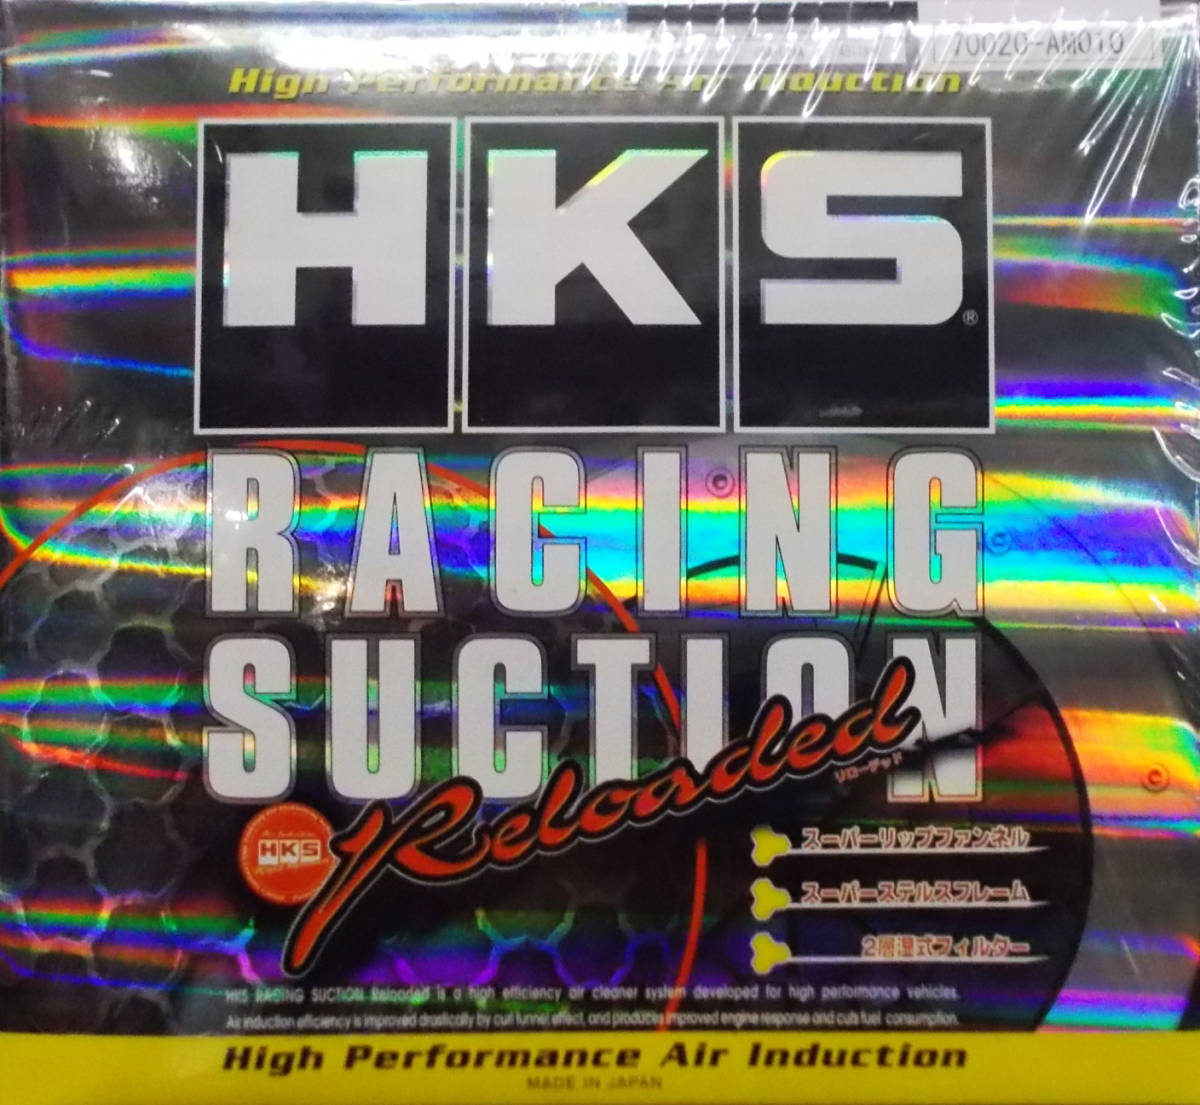 70020-AM010
High Performance Air Induction
HKS®
RACING
SUCTION
Reloaded
リローデッド
HKS
スーパーリップファンネル
スーパーステルスフレーム
2層湿式フィルター
HKS RACING SUCTION Reloaded is a high efficiency air cleaner system developed for high performance vehicles.
Air induction efficiency is improved drastically by curl funnel effect, and produces improved engine response and cuts fuel consumption.
High Performance Air Induction
MADE IN JAPAN